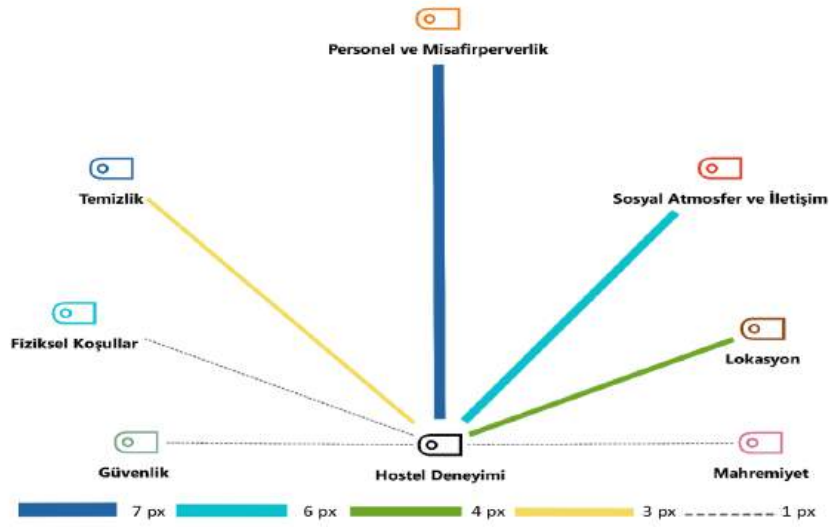 Personel ve Misafirperverlik
Temizlik
Sosyal Atmosfer ve İletişim
Fiziksel Koşullar
Lokasyon
Güvenlik
Hostel Deneyimi
Mahremiyet
7 px 6 px 4 px 3 px 1 px